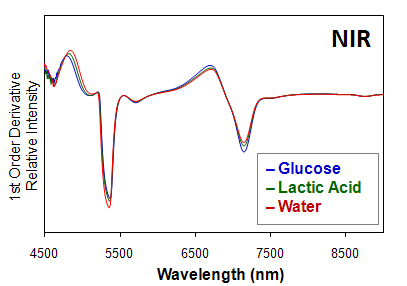 NIR
1st Order Derivative
Relative Intensity
– Glucose
– Lactic Acid
– Water
4500 5500 6500 7500 8500
Wavelength (nm)